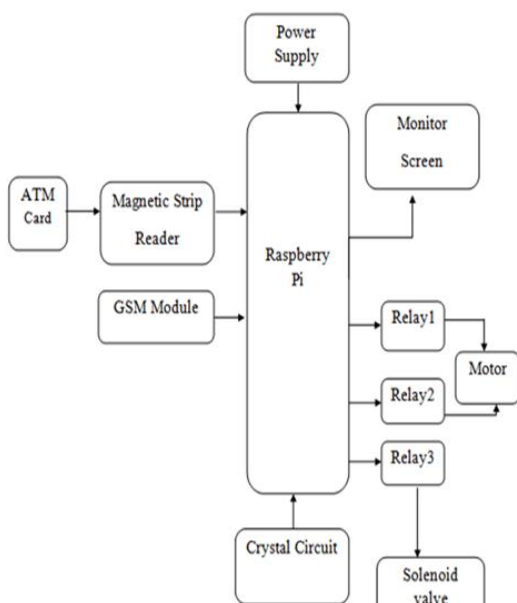 Power
Supply
Monitor
Screen
ATM
Card
Magnetic Strip
Reader
Raspberry
Pi
GSM Module
Relay1
Motor
Relay2
Relay3
Crystal Circuit
Solenoid
valve